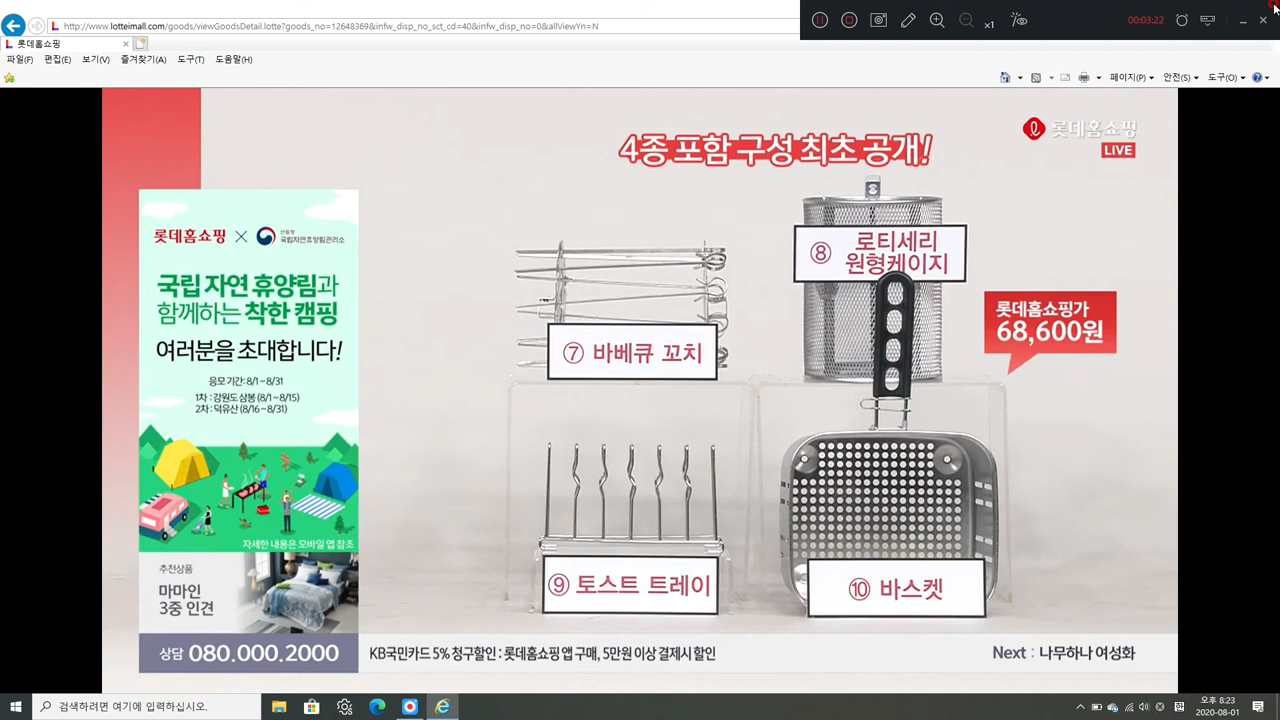 http://www.lotteimall.com/goods/viewGoodsDetail.lotte?goods_no=12648369&infw_disp_no_sct_cd=40&infw_disp_no=0&allViewYn=N
x1
00:03:22
롯데홈쇼핑
파일(F) 편집(E) 보기(V) 즐겨찾기(A) 도구(T) 도움말(H)
페이지(P) 안전(S) 도구(O)
4종 포함 구성 최초 공개!
롯데홈쇼핑
LIVE
롯데홈쇼핑 × 산림청 국립자연휴양림관리소
국립 자연 휴양림과
함께하는 착한 캠핑
여러분을 초대합니다!
응모 기간 : 8/1~8/31
1차 : 강원도 삼봉 (8/1~8/15)
2차 : 덕유산 (8/16~8/31)
자세한 내용은 모바일 앱 참조
⑦ 바베큐 꼬치
⑧ 로티세리
원형케이지
롯데홈쇼핑가
68,600원
⑨ 토스트 트레이
⑩ 바스켓
추천상품
마마인
3중 인견
상담 080.000.2000
KB국민카드 5% 청구할인 : 롯데홈쇼핑 앱 구매, 5만원 이상 결제시 할인
Next : 나무하나 여성화
검색하려면 여기에 입력하십시오.
오후 8:23
2020-08-01